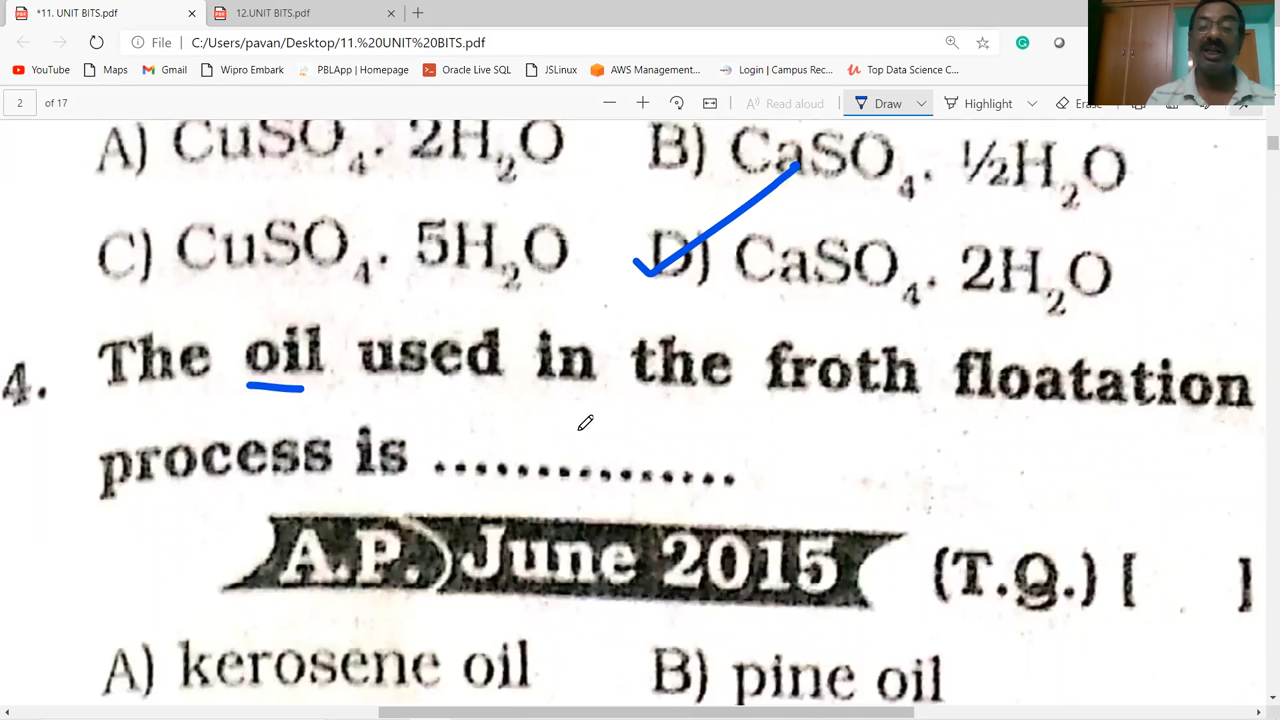 *11. UNIT BITS.pdf
12.UNIT BITS.pdf
File C:/Users/pavan/Desktop/11.%20UNIT%20BITS.pdf
YouTube Maps Gmail Wipro Embark PBLApp | Homepage Oracle Live SQL JSLinux AWS Management... Login | Campus Rec... Top Data Science C...
2 of 17 Read aloud Draw Highlight
A) CuSO4. 2H2O B) CaSO4. ½H2O
C) CuSO4. 5H2O D) CaSO4. 2H2O
4. The oil used in the froth floatation
process is ...............
A.P. June 2015 (T.Q.) [ ]
A) kerosene oil B) pine oil